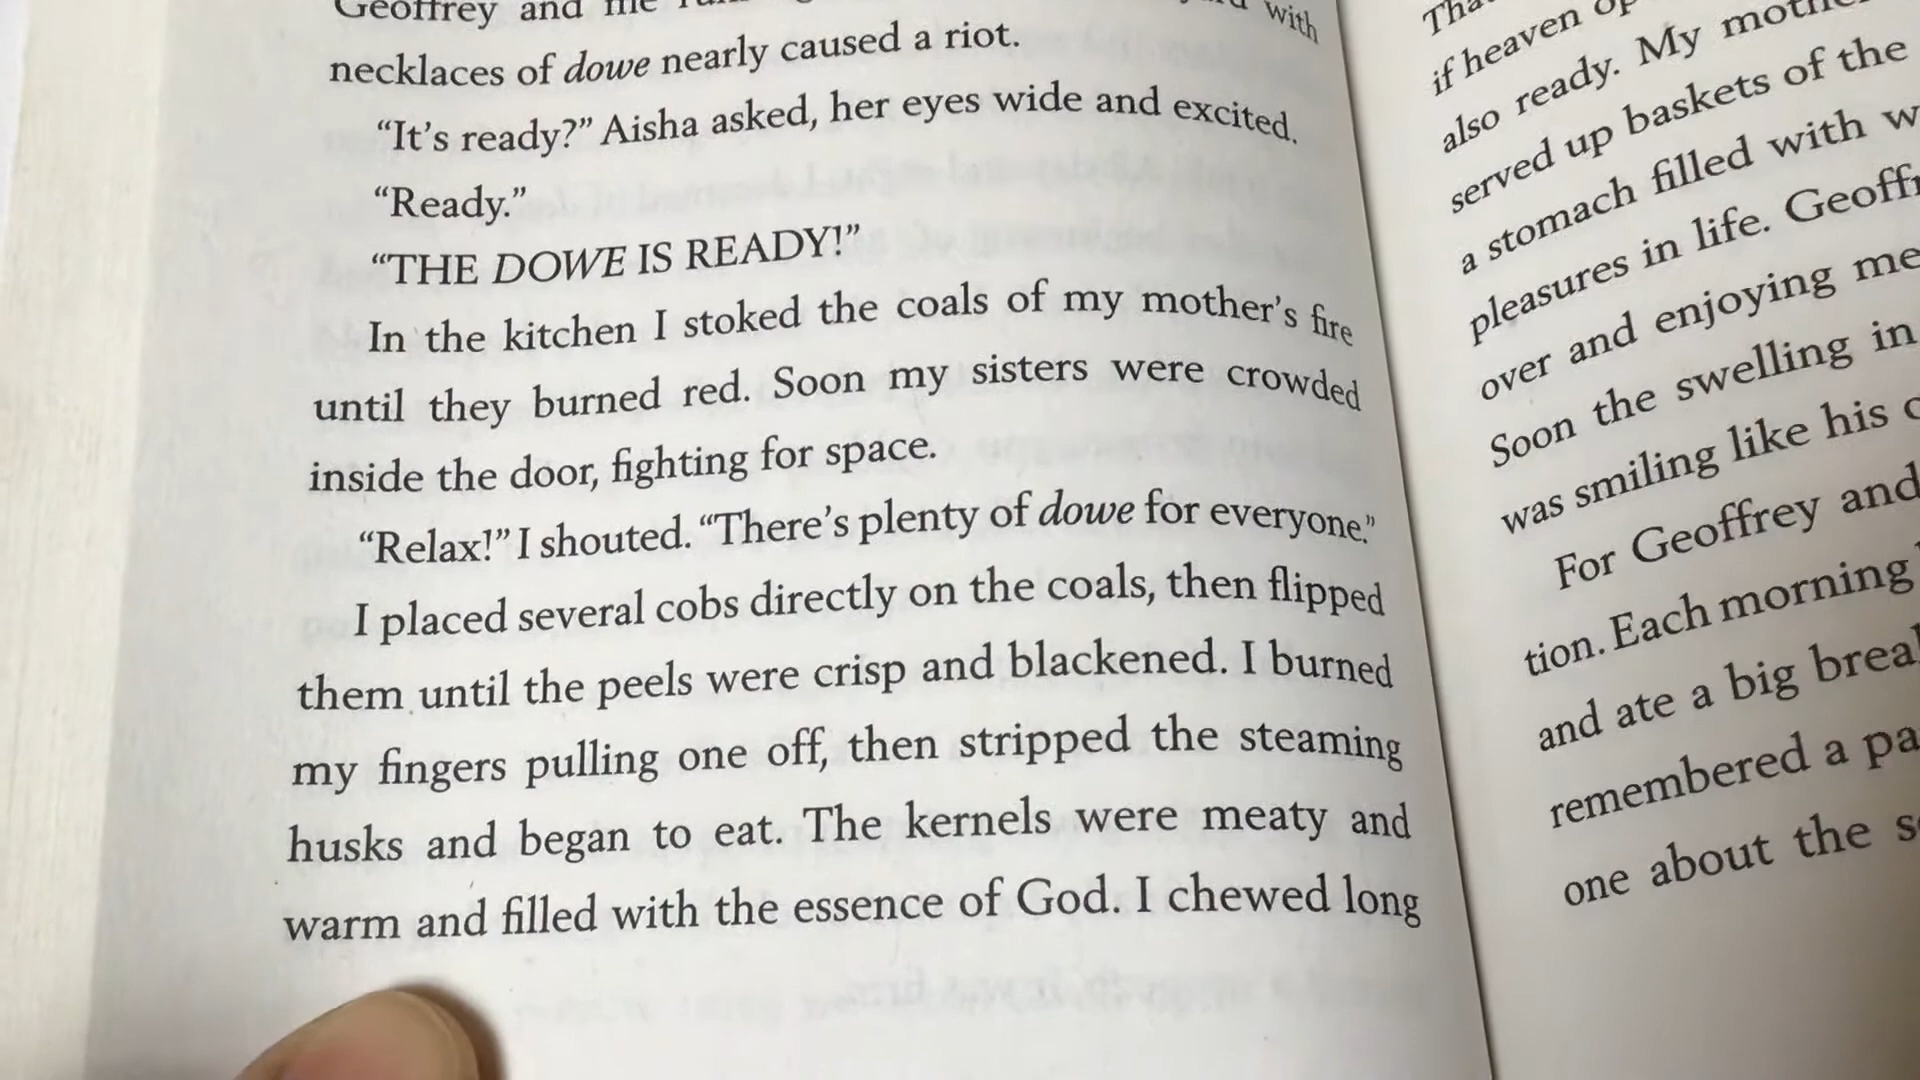 Geoffrey and me with
necklaces of dowe nearly caused a riot.
“It’s ready?” Aisha asked, her eyes wide and excited.
“Ready.”
“THE DOWE IS READY!”
In the kitchen I stoked the coals of my mother’s fire
until they burned red. Soon my sisters were crowded
inside the door, fighting for space.
“Relax!” I shouted. “There’s plenty of dowe for everyone.”
I placed several cobs directly on the coals, then flipped
them until the peels were crisp and blackened. I burned
my fingers pulling one off, then stripped the steaming
husks and began to eat. The kernels were meaty and
warm and filled with the essence of God. I chewed long
if heaven
also ready. My
served up baskets of the
a stomach filled with
pleasures in life.
over and enjoying
Soon the swelling in
was smiling like his
For Geoffrey and
tion. Each morning
and ate a big
remembered a
one about the